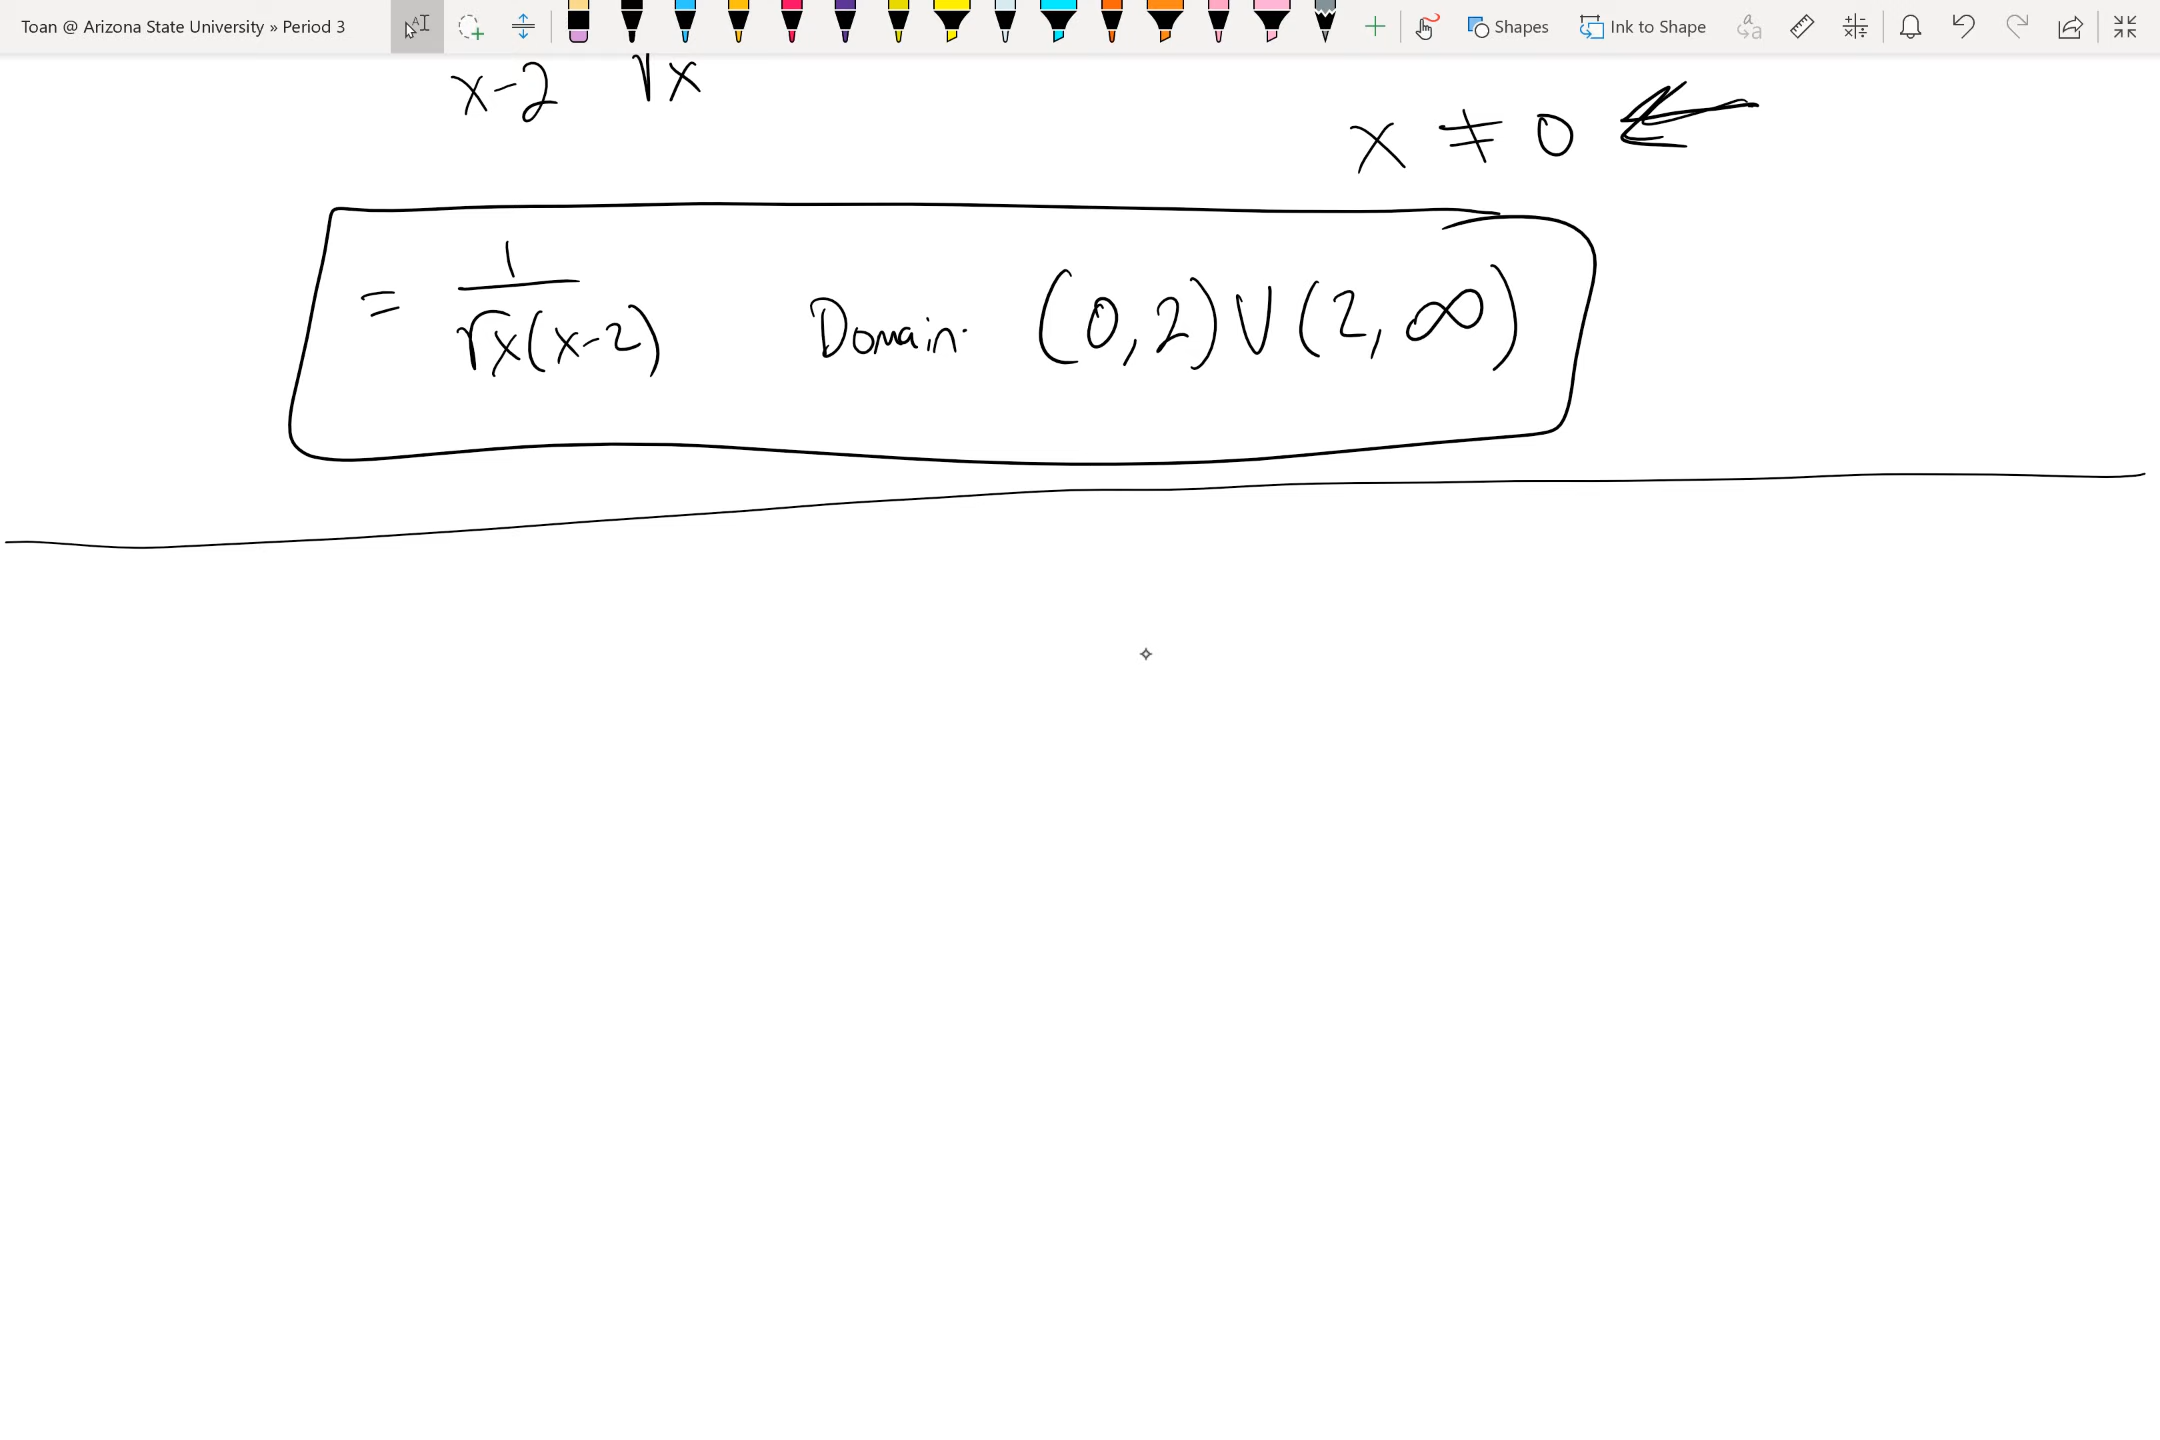 Toan @ Arizona State University » Period 3
Shapes
Ink to Shape
x-2 √x
x ≠ 0
= 1
√x(x-2) Domain: (0,2)∪(2,∞)